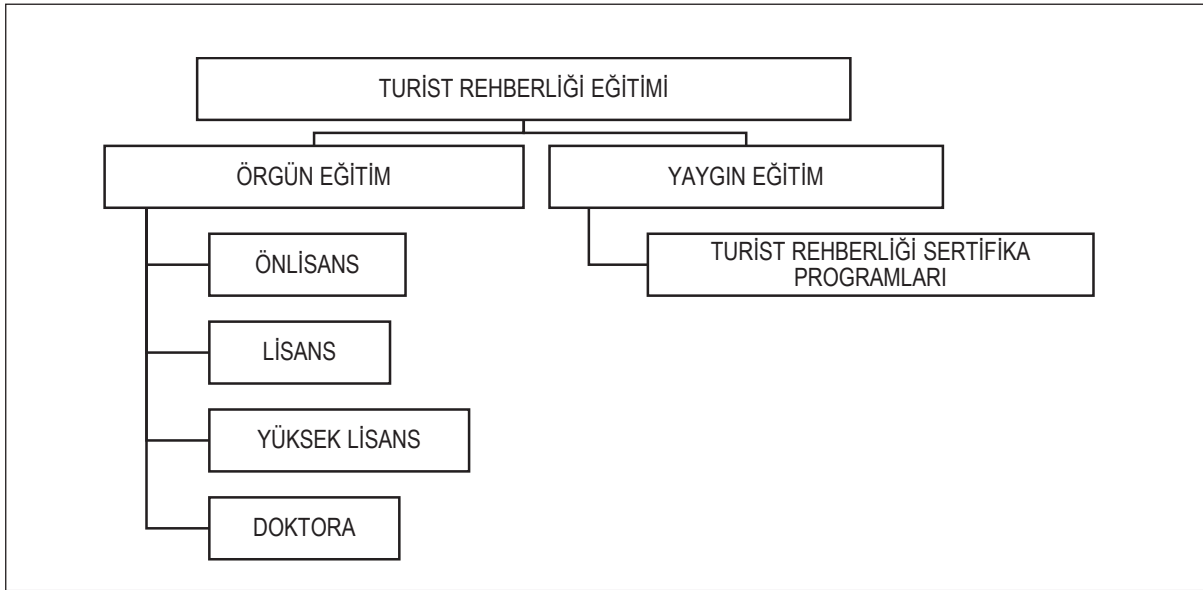 TURİST REHBERLİĞİ EĞİTİMİ
ÖRGÜN EĞİTİM
YAYGIN EĞİTİM
ÖNLİSANS
TURİST REHBERLİĞİ SERTİFİKA
PROGRAMLARI
LİSANS
YÜKSEK LİSANS
DOKTORA